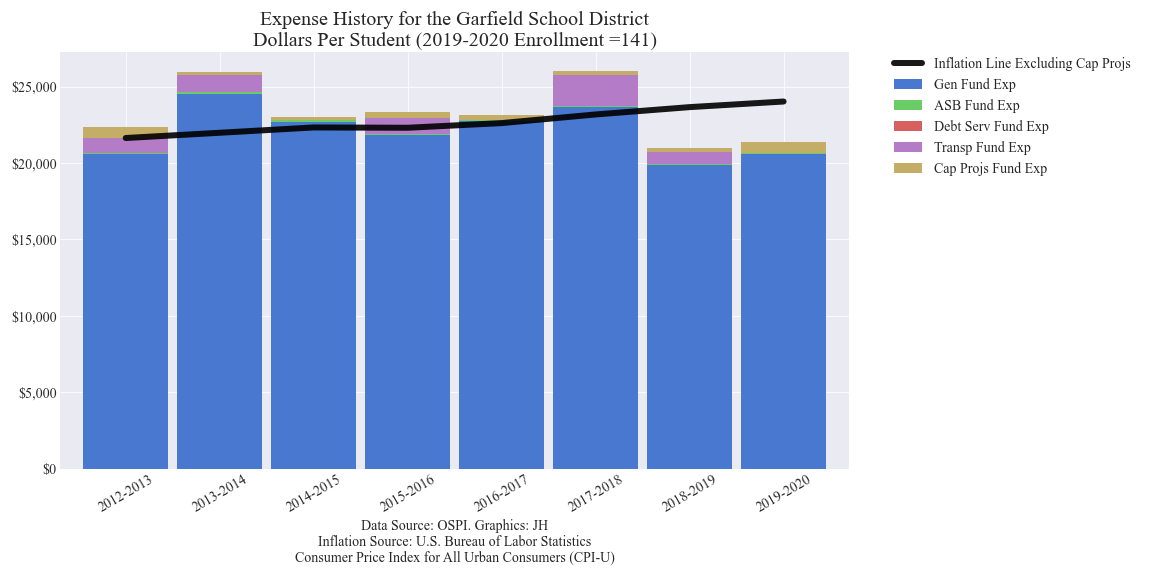 Expense History for the Garfield School District
Dollars Per Student (2019-2020 Enrollment =141)
Inflation Line Excluding Cap Projs
Gen Fund Exp
ASB Fund Exp
Debt Serv Fund Exp
Transp Fund Exp
Cap Projs Fund Exp
$25,000
$20,000
$15,000
$10,000
$5,000
$0
2012-2013
2013-2014
2014-2015
2015-2016
2016-2017
2017-2018
2018-2019
2019-2020
Data Source: OSPI. Graphics: JH
Inflation Source: U.S. Bureau of Labor Statistics
Consumer Price Index for All Urban Consumers (CPI-U)